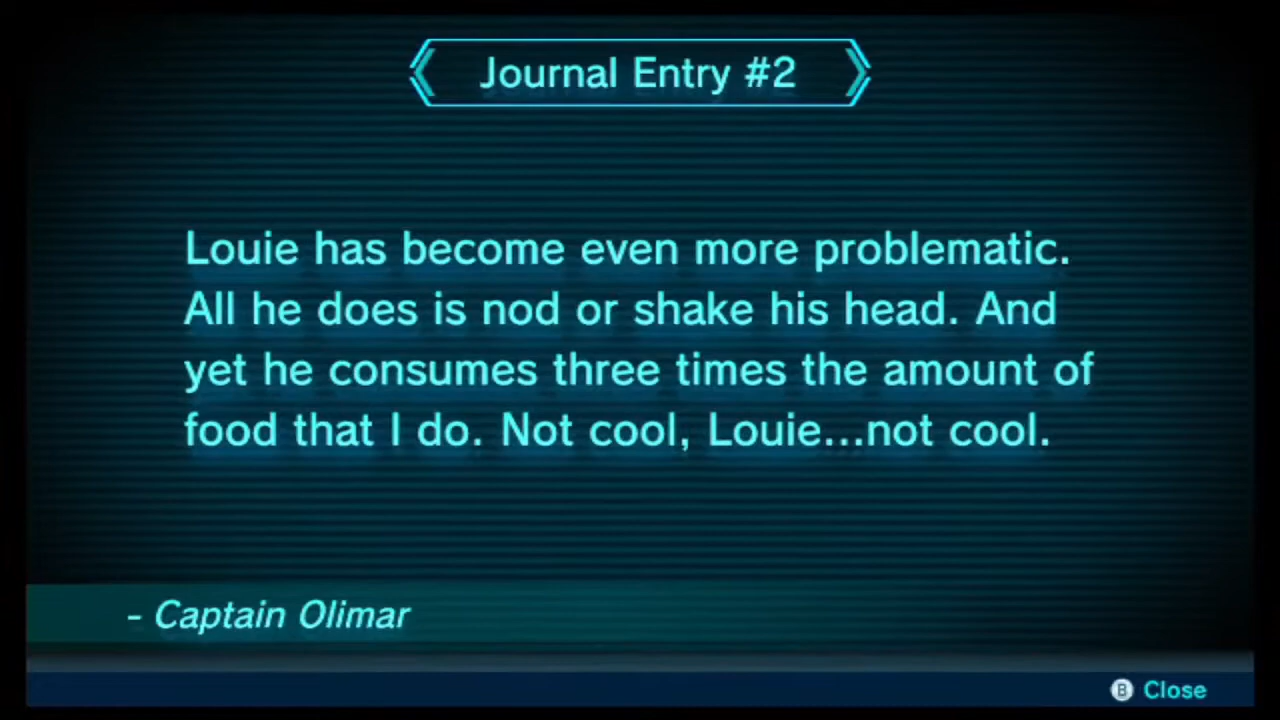 Journal Entry #2
Louie has become even more problematic.
All he does is nod or shake his head. And
yet he consumes three times the amount of
food that I do. Not cool, Louie...not cool.
- Captain Olimar
B Close